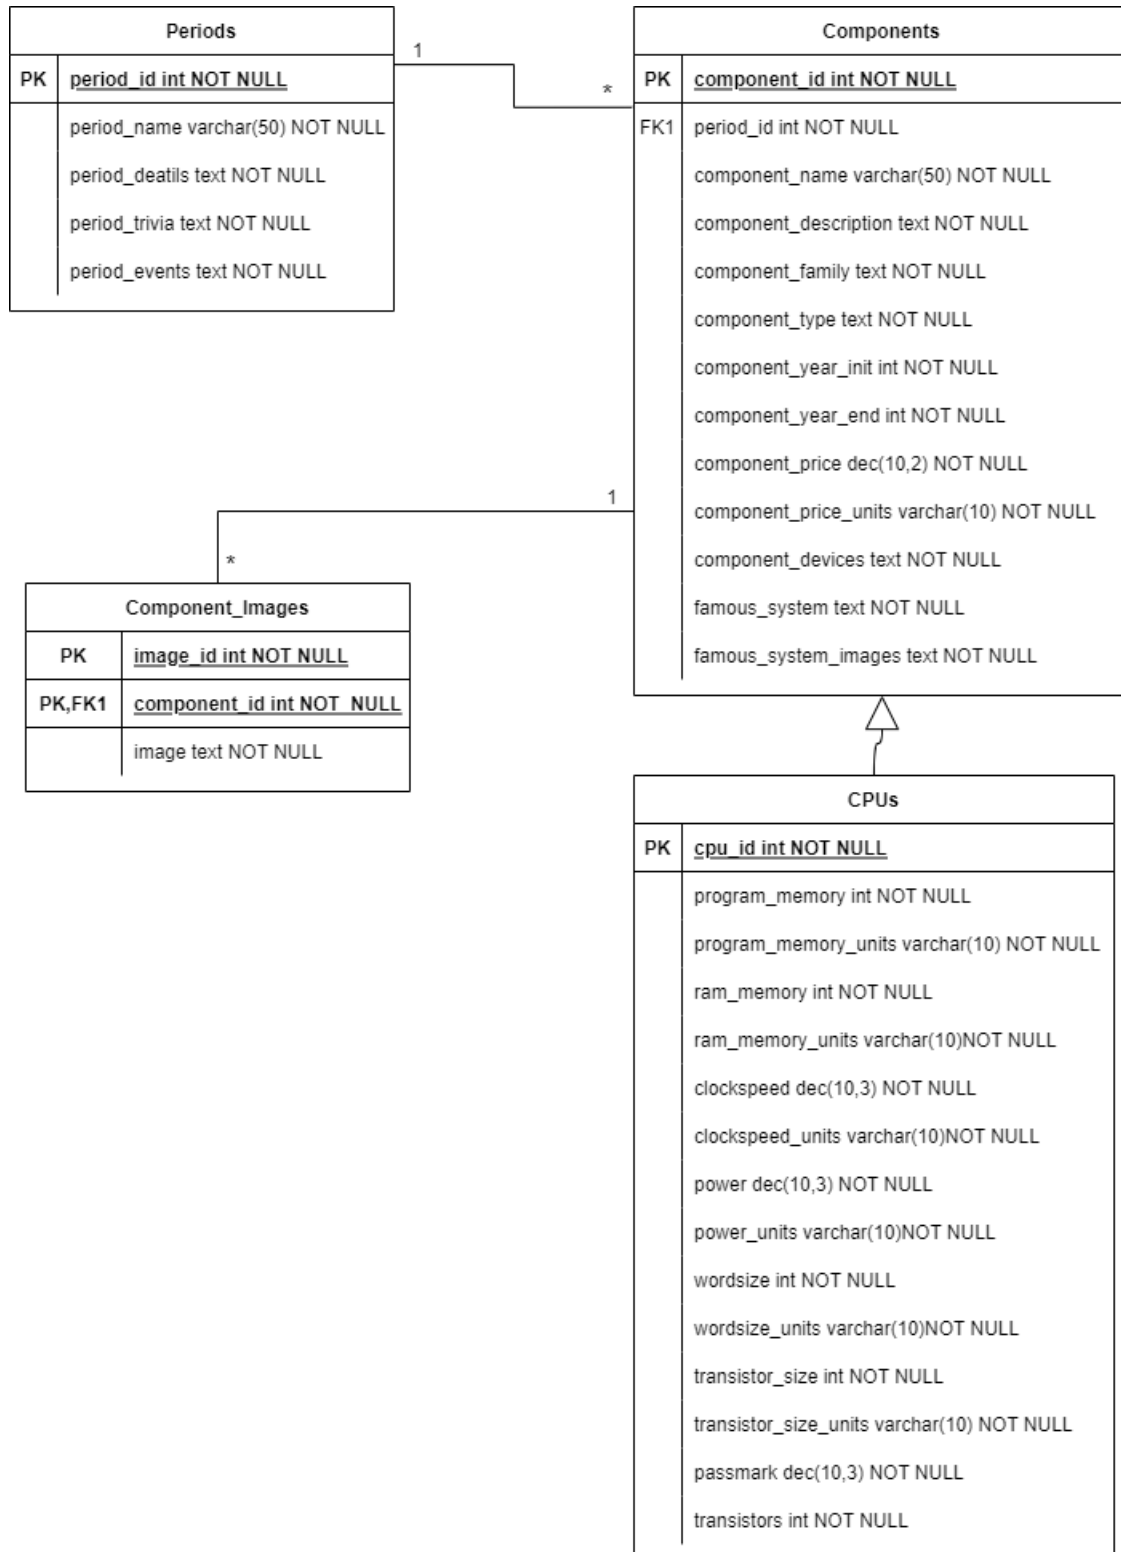 Periods
PK period_id int NOT NULL
period_name varchar(50) NOT NULL
period_deatils text NOT NULL
period_trivia text NOT NULL
period_events text NOT NULL
1
*
Components
PK component_id int NOT NULL
FK1 period_id int NOT NULL
component_name varchar(50) NOT NULL
component_description text NOT NULL
component_family text NOT NULL
component_type text NOT NULL
component_year_init int NOT NULL
component_year_end int NOT NULL
component_price dec(10,2) NOT NULL
component_price_units varchar(10) NOT NULL
component_devices text NOT NULL
famous_system text NOT NULL
famous_system_images text NOT NULL
1
*
Component_Images
PK image_id int NOT NULL
PK,FK1 component_id int NOT NULL
image text NOT NULL
CPUs
PK cpu_id int NOT NULL
program_memory int NOT NULL
program_memory_units varchar(10) NOT NULL
ram_memory int NOT NULL
ram_memory_units varchar(10)NOT NULL
clockspeed dec(10,3) NOT NULL
clockspeed_units varchar(10)NOT NULL
power dec(10,3) NOT NULL
power_units varchar(10)NOT NULL
wordsize int NOT NULL
wordsize_units varchar(10)NOT NULL
transistor_size int NOT NULL
transistor_size_units varchar(10) NOT NULL
passmark dec(10,3) NOT NULL
transistors int NOT NULL